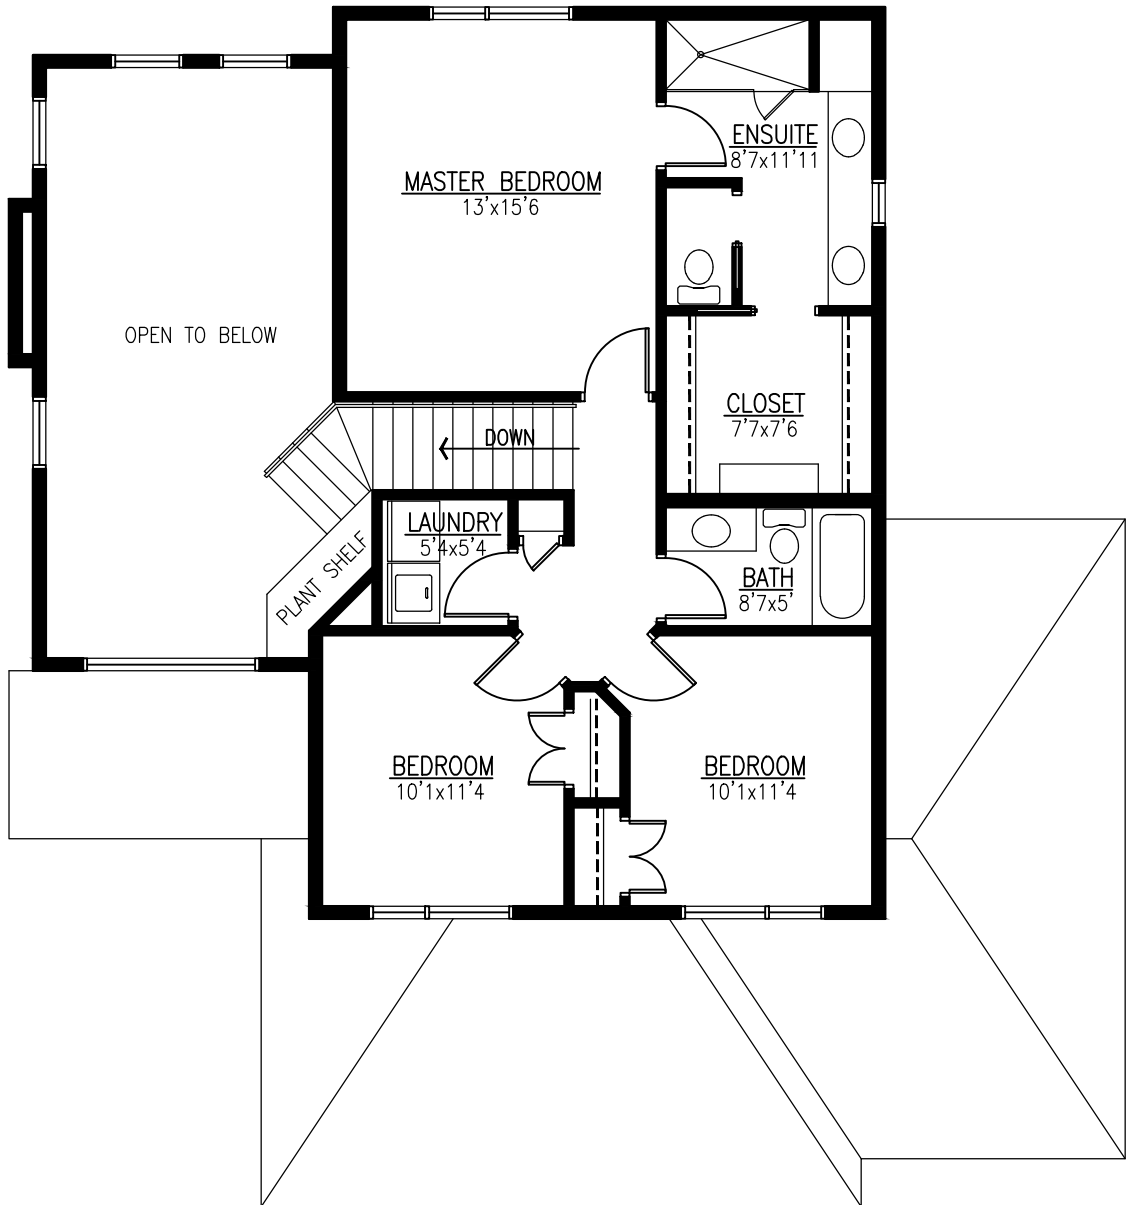 ENSUITE
8'7x11'11
MASTER BEDROOM
13'x15'6
OPEN TO BELOW
CLOSET
7'7x7'6
DOWN
LAUNDRY
5'4x5'4
PLANT SHELF
BATH
8'7x5'
BEDROOM
10'1x11'4
BEDROOM
10'1x11'4